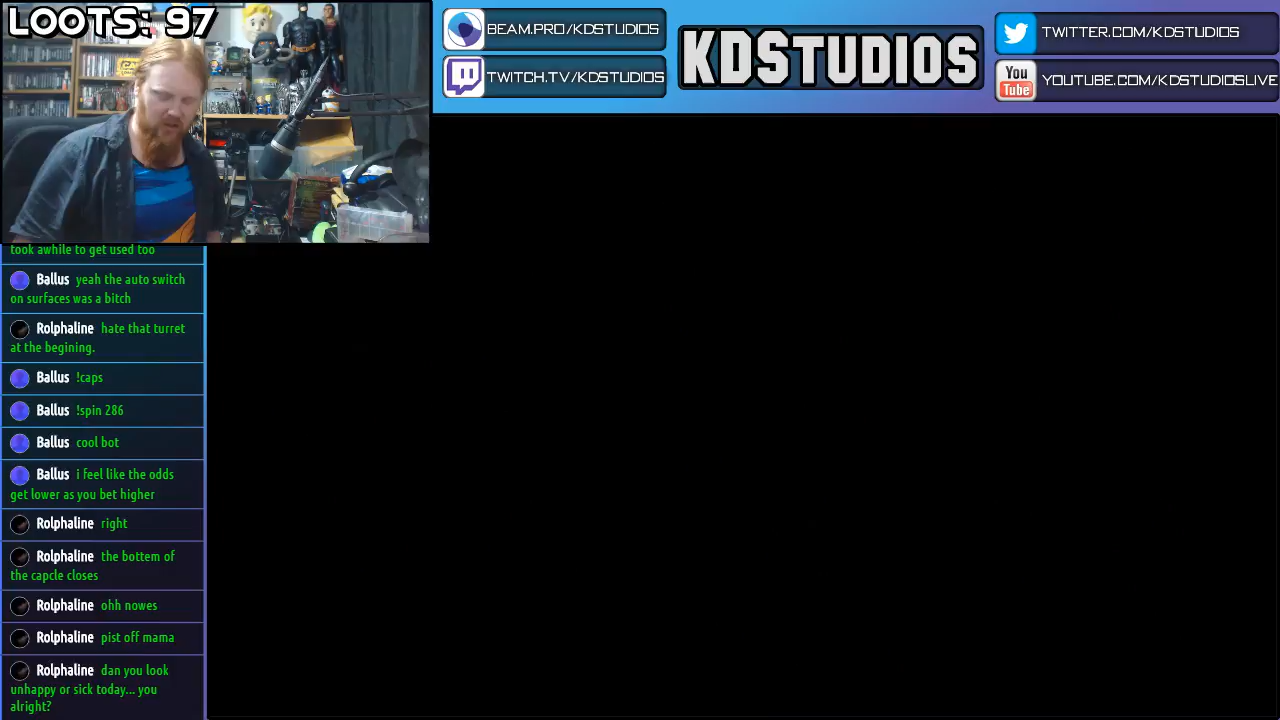 LOOTS: 97
BEAM.PRO/KDSTUDIOS
TWITCH.TV/KDSTUDIOS
KDSTUDIOS
TWITTER.COM/KDSTUDIOS
You
Tube
YOUTUBE.COM/KDSTUDIOSLIVE
took awhile to get used too
Ballus yeah the auto switch
on surfaces was a bitch
Rolphaline hate that turret
at the begining.
Ballus !caps
Ballus !spin 286
Ballus cool bot
Ballus i feel like the odds
get lower as you bet higher
Rolphaline right
Rolphaline the bottem of
the capcle closes
Rolphaline ohh nowes
Rolphaline pist off mama
Rolphaline dan you look
unhappy or sick today... you
alright?